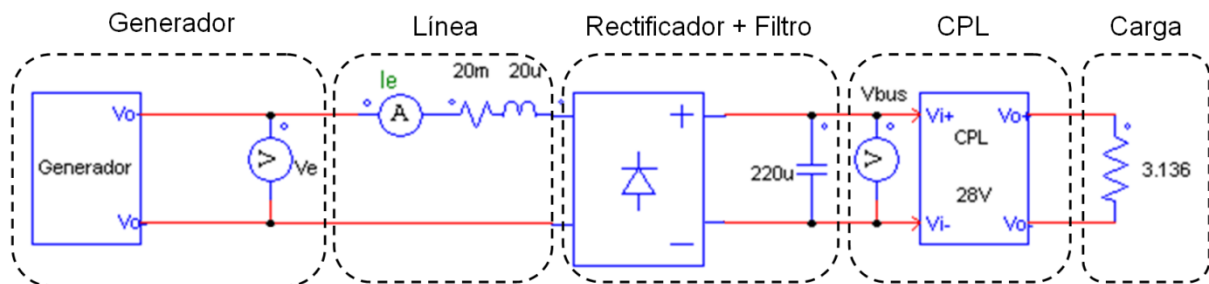 Generador
Línea
Rectificador + Filtro
CPL
Carga
Ie
20m
20u
Vo
A
Generador
V
Ve
Vo
+
−
220u
Vbus
V
Vi+
Vo+
CPL
28V
Vi-
Vo-
3.136